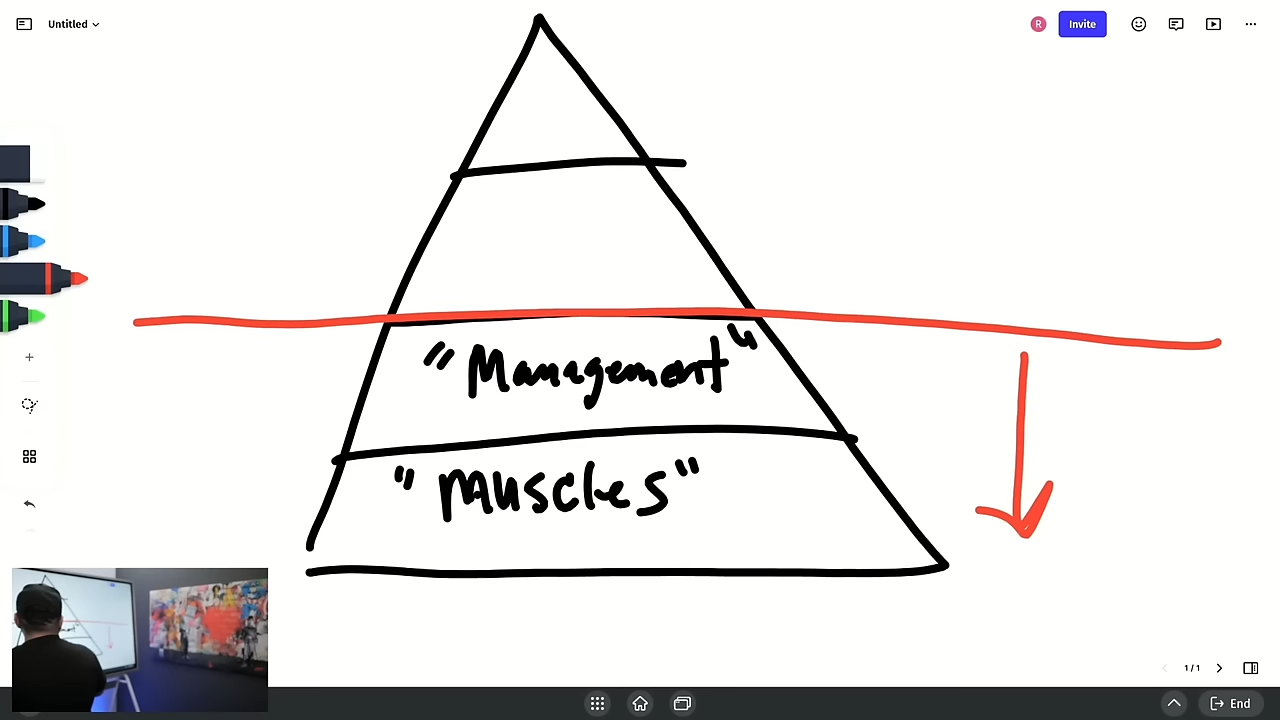 Untitled
R
Invite
"Management"
"Muscles"
1/1
End